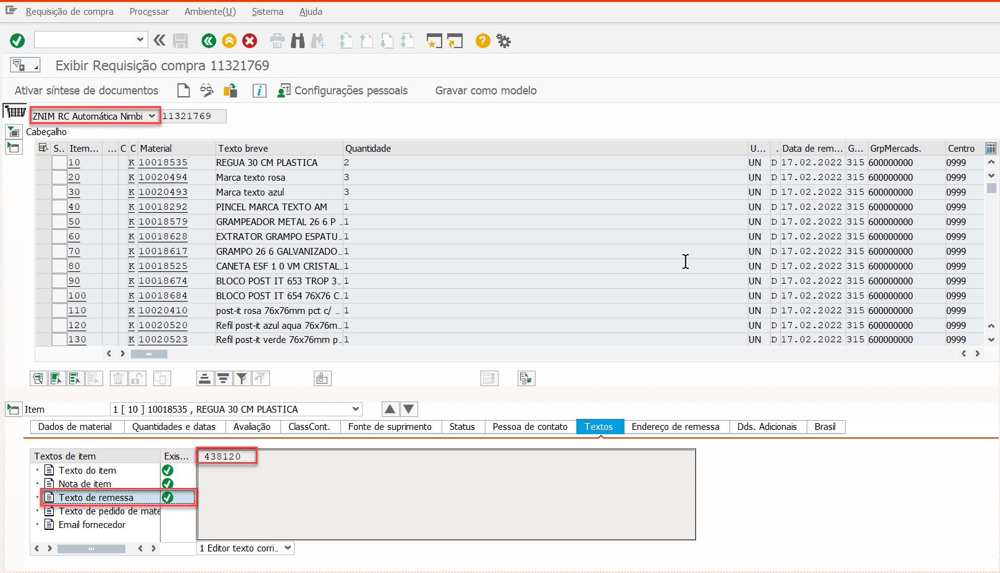 Requisição de compra Processar Ambiente(U) Sistema Ajuda
Exibir Requisição compra 11321769
Ativar síntese de documentos Configurações pessoais Gravar como modelo
ZNIM RC Automática Nimbi 11321769
Cabeçalho
S.. Item... ... C C Material Texto breve Quantidade U... . Data de rem... G... GrpMercads. Centro
10 K 10018535 REGUA 30 CM PLASTICA 2 UN D 17.02.2022 315 600000000 0999
20 K 10020494 Marca texto rosa 3 UN D 17.02.2022 315 600000000 0999
30 K 10020493 Marca texto azul 3 UN D 17.02.2022 315 600000000 0999
40 K 10018292 PINCEL MARCA TEXTO AM 1 UN D 17.02.2022 315 600000000 0999
50 K 10018579 GRAMPEADOR METAL 26 6 P ... 1 UN D 17.02.2022 315 600000000 0999
60 K 10018628 EXTRATOR GRAMPO ESPATU... 1 UN D 17.02.2022 315 600000000 0999
70 K 10018617 GRAMPO 26 6 GALVANIZADO... 1 UN D 17.02.2022 315 600000000 0999
80 K 10018525 CANETA ESF 1 0 VM CRISTAL... 1 UN D 17.02.2022 315 600000000 0999
90 K 10018674 BLOCO POST IT 653 TROP 3... 1 UN D 17.02.2022 315 600000000 0999
100 K 10018684 BLOCO POST IT 654 76X76 C... 1 UN D 17.02.2022 315 600000000 0999
110 K 10020410 post-it rosa 76x76mm pct c/ ... 1 UN D 17.02.2022 315 600000000 0999
120 K 10020520 Refil post-it azul aqua 76x76m... 1 UN D 17.02.2022 315 600000000 0999
130 K 10020523 Refil post-it verde 76x76mm p... 1 UN D 17.02.2022 315 600000000 0999
Item 1 [ 10 ] 10018535 , REGUA 30 CM PLASTICA
Dados de material Quantidades e datas Avaliação ClassCont. Fonte de suprimento Status Pessoa de contato Textos Endereço de remessa Dds. Adicionais Brasil
Textos de item Exis... 438120
Texto do item
Nota de item
Texto de remessa
Texto de pedido de mate
Email fornecedor
1 Editor texto corri...